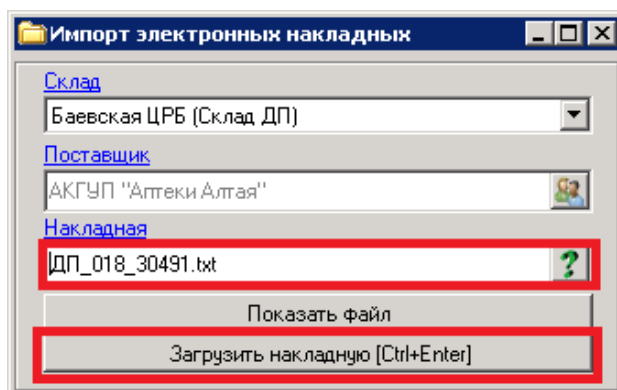 Импорт электронных накладных
Склад
Баевская ЦРБ (Склад ДП)
Поставщик
АКГУП "Аптеки Алтая"
Накладная
ДП_018_30491.txt
?
Показать файл
Загрузить накладную [Ctrl+Enter]